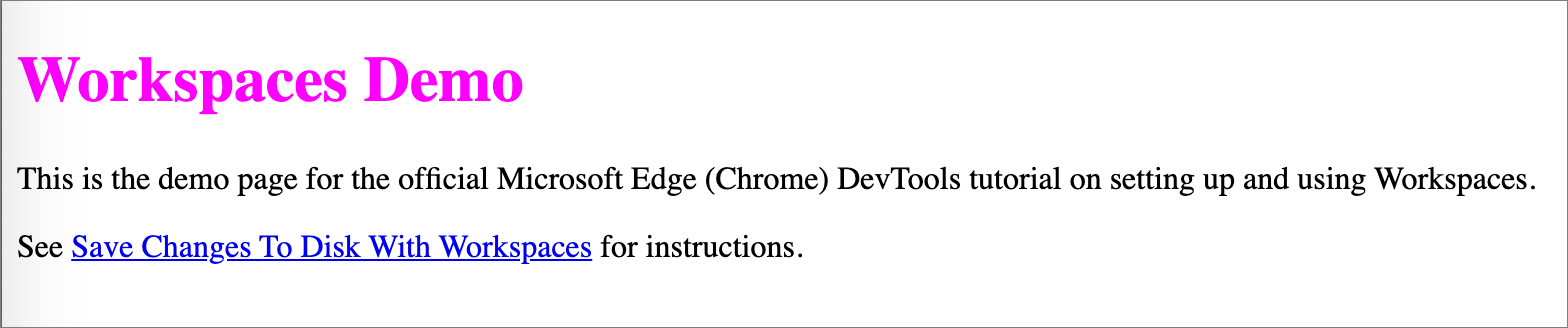 Workspaces Demo
This is the demo page for the official Microsoft Edge (Chrome) DevTools tutorial on setting up and using Workspaces.
See Save Changes To Disk With Workspaces for instructions.